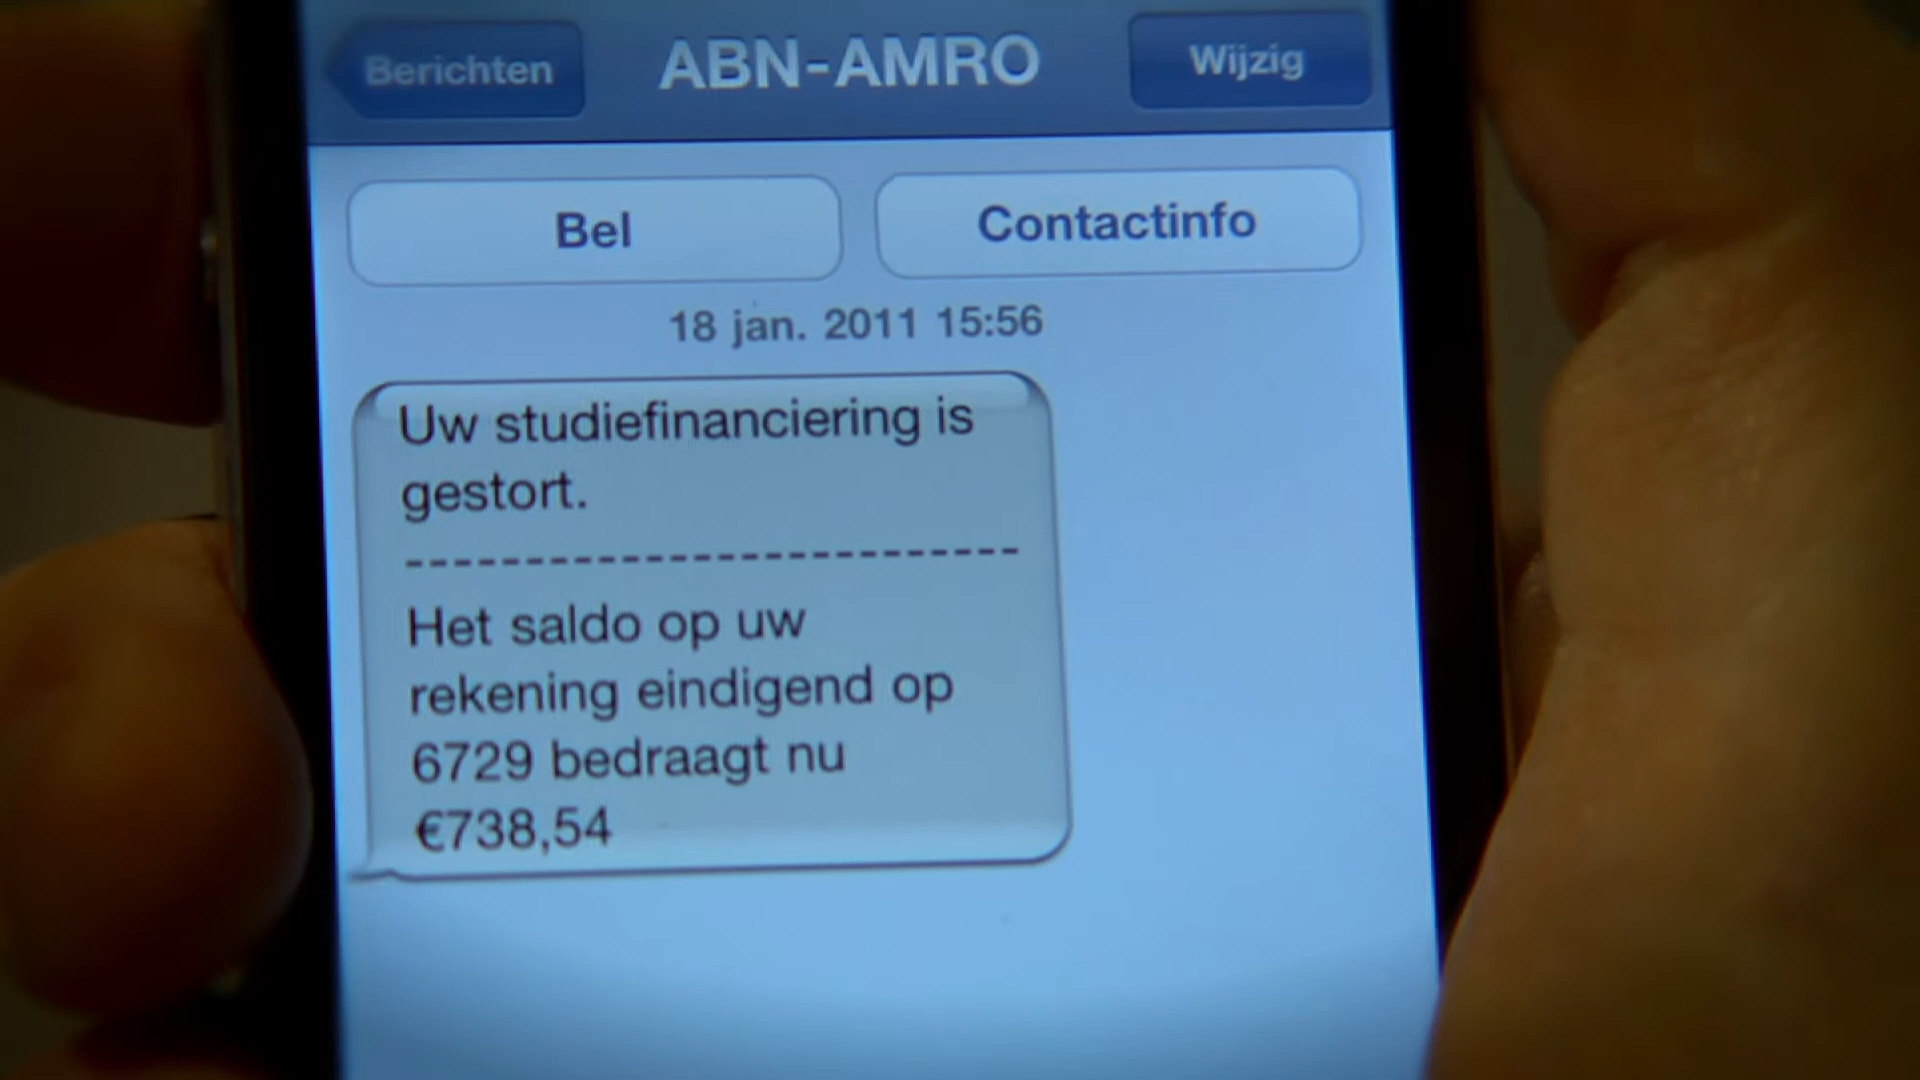 Berichten ABN-AMRO Wijzig
Bel Contactinfo
18 jan. 2011 15:56
Uw studiefinanciering is
gestort.
--------------------------
Het saldo op uw
rekening eindigend op
6729 bedraagt nu
€738,54